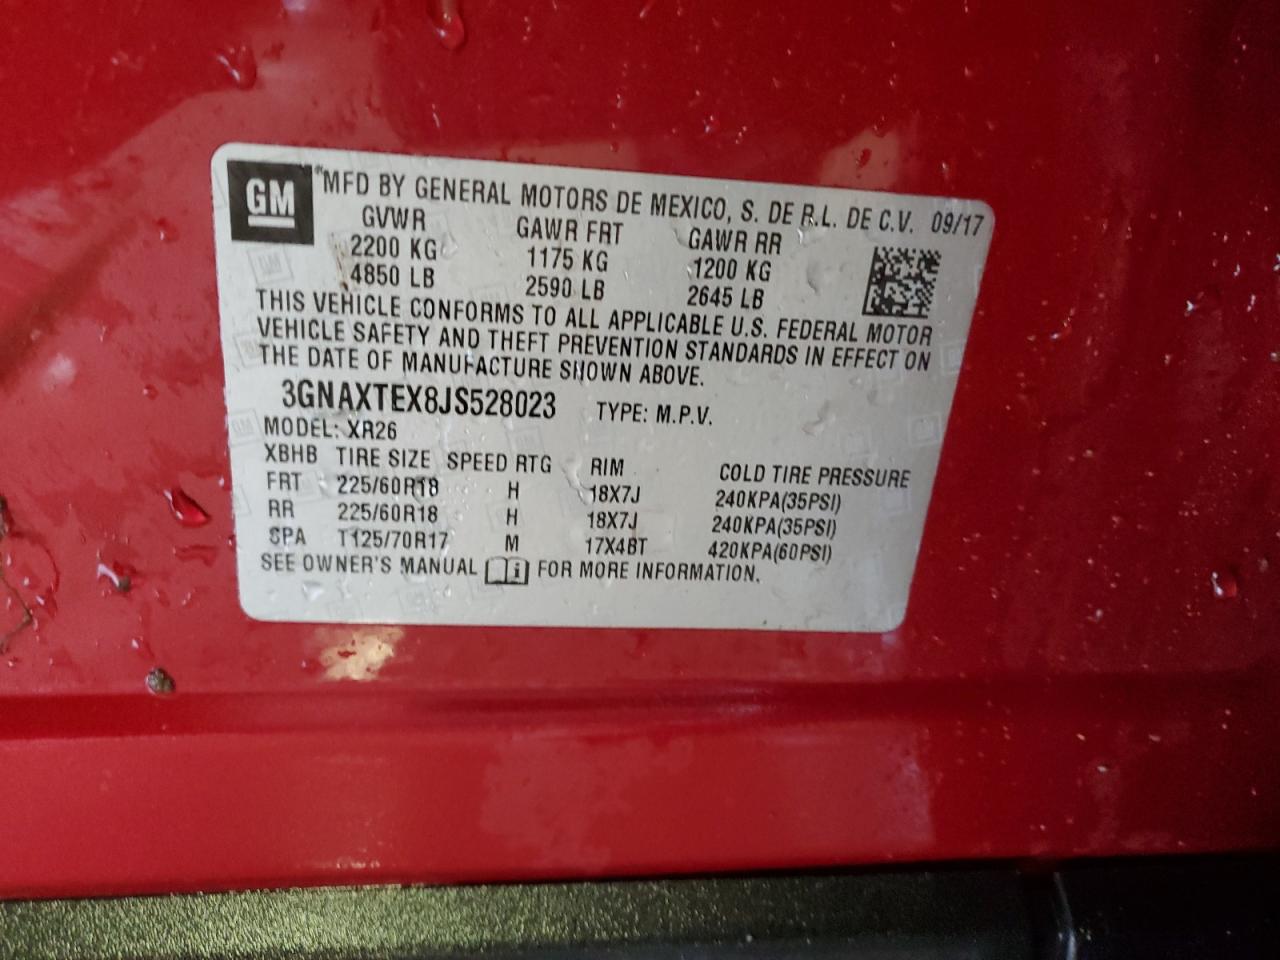 GM
*MFD BY GENERAL MOTORS DE MEXICO, S. DE R.L. DE C.V. 09/17
GVWR GAWR FRT GAWR RR
2200 KG 1175 KG 1200 KG
4850 LB 2590 LB 2645 LB
THIS VEHICLE CONFORMS TO ALL APPLICABLE U.S. FEDERAL MOTOR
VEHICLE SAFETY AND THEFT PREVENTION STANDARDS IN EFFECT ON
THE DATE OF MANUFACTURE SHOWN ABOVE.
3GNAXTEX8JS528023 TYPE: M.P.V.
MODEL: XR26
XBHB TIRE SIZE SPEED RTG RIM COLD TIRE PRESSURE
FRT 225/60R18 H 18X7J 240KPA(35PSI)
RR 225/60R18 H 18X7J 240KPA(35PSI)
SPA T125/70R17 M 17X4BT 420KPA(60PSI)
SEE OWNER'S MANUAL i FOR MORE INFORMATION.